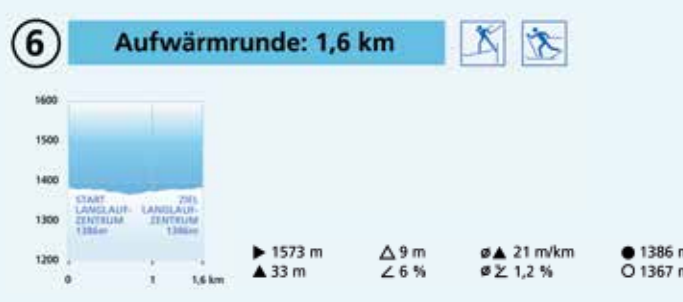 6 Aufwärmrunde: 1,6 km
1600
1500
1400
1300
1200
START
LANGLAUF-
ZENTRUM
1386m
ZIEL
LANGLAUF-
ZENTRUM
1386m
0 1 1,6 km
▶ 1573 m △ 9 m ø▲ 21 m/km ● 1386 m
▲ 33 m ∠ 6 % ø∠ 1,2 % ○ 1367 m